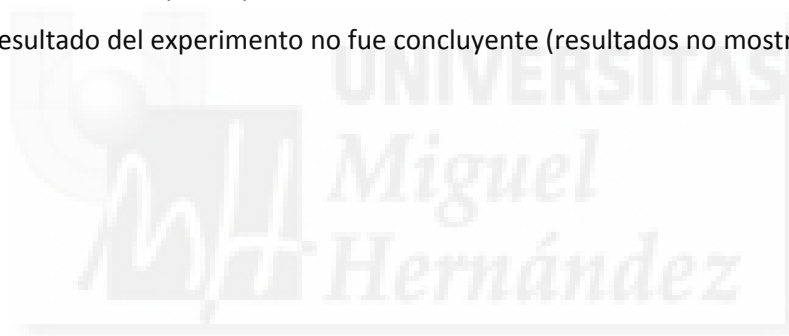 esultado del experimento no fue concluyente (resultados no mostr
UNIVERSITAS
Miguel
Hernández